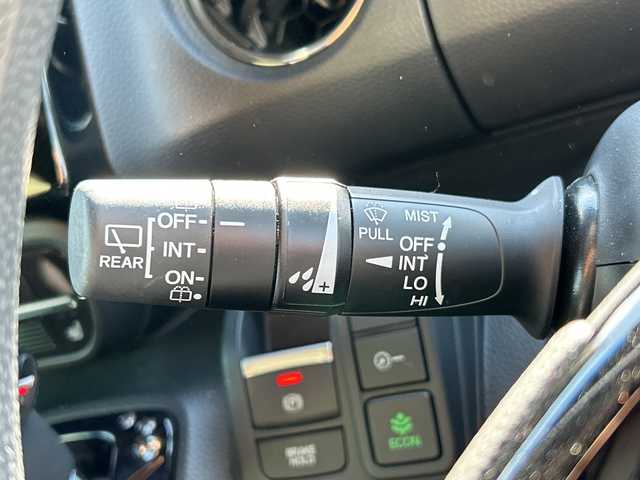 OFF
INT
ON
REAR
+
PULL
MIST
OFF
INT
LO
HI
BRAKE
HOLD
ECON